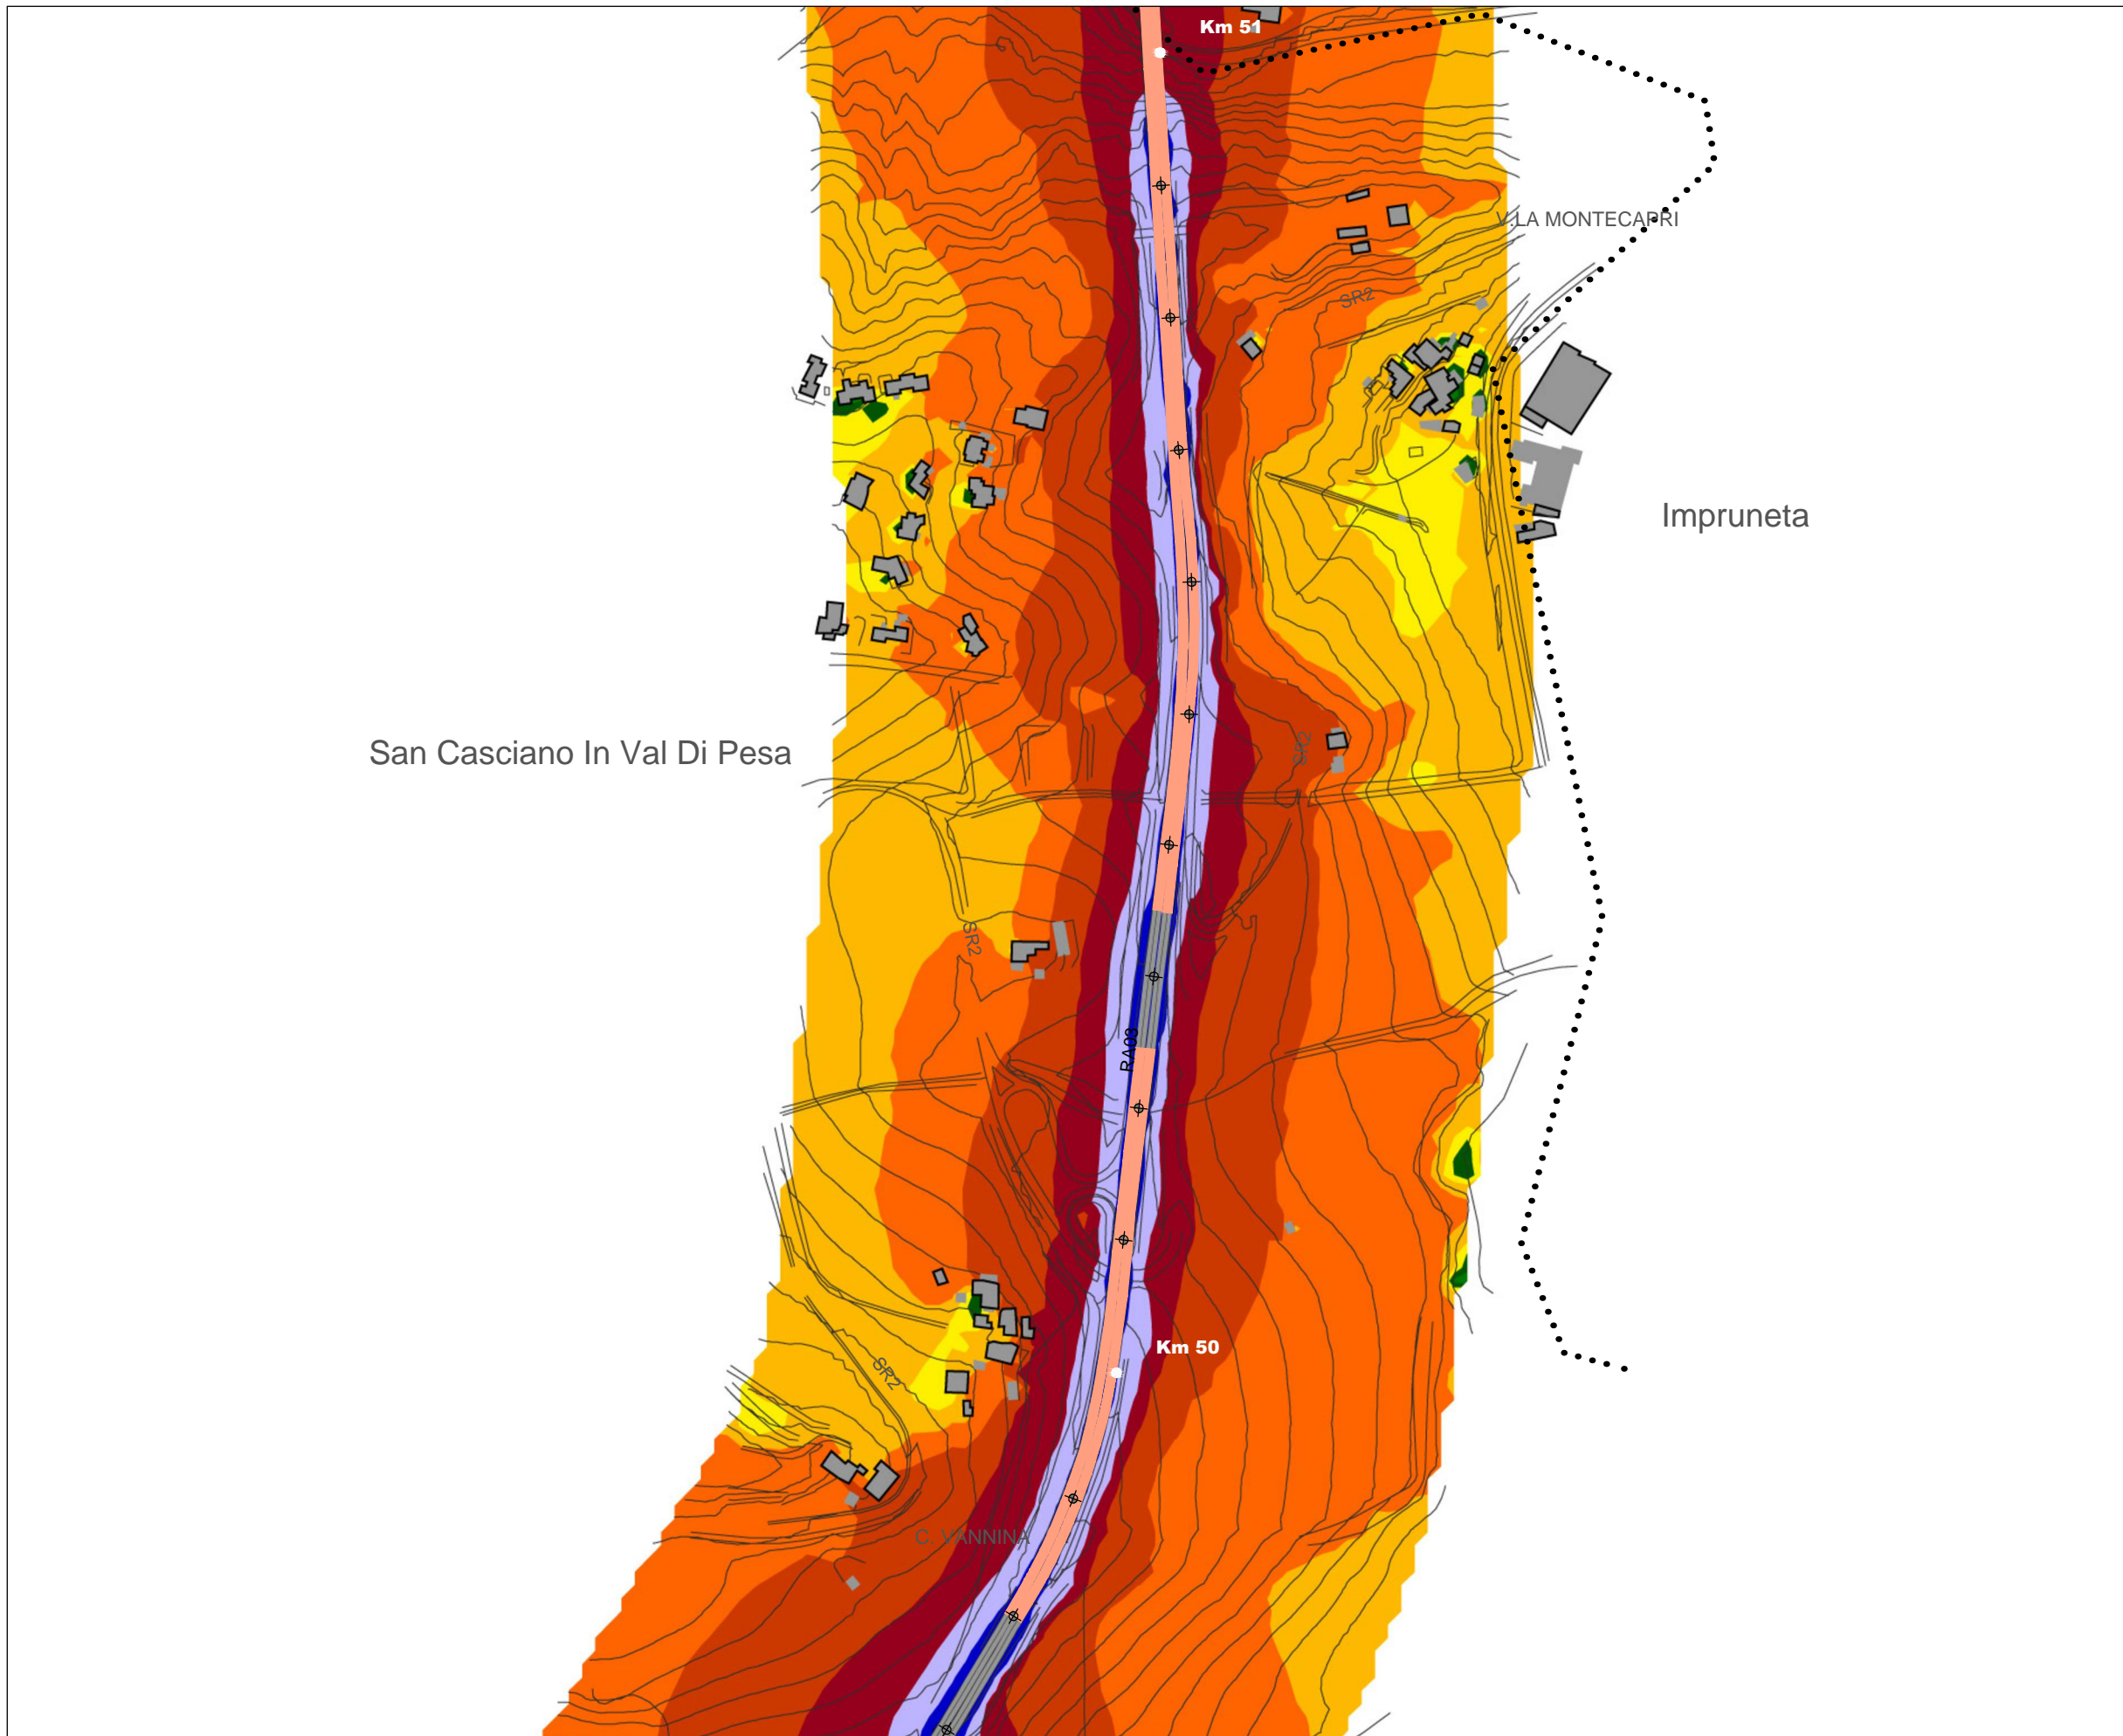 Km 51
V.LA MONTECAPRI
SR2
Impruneta
San Casciano In Val Di Pesa
SR2
SR2
RA03
Km 50
SR2
C. VANNINA